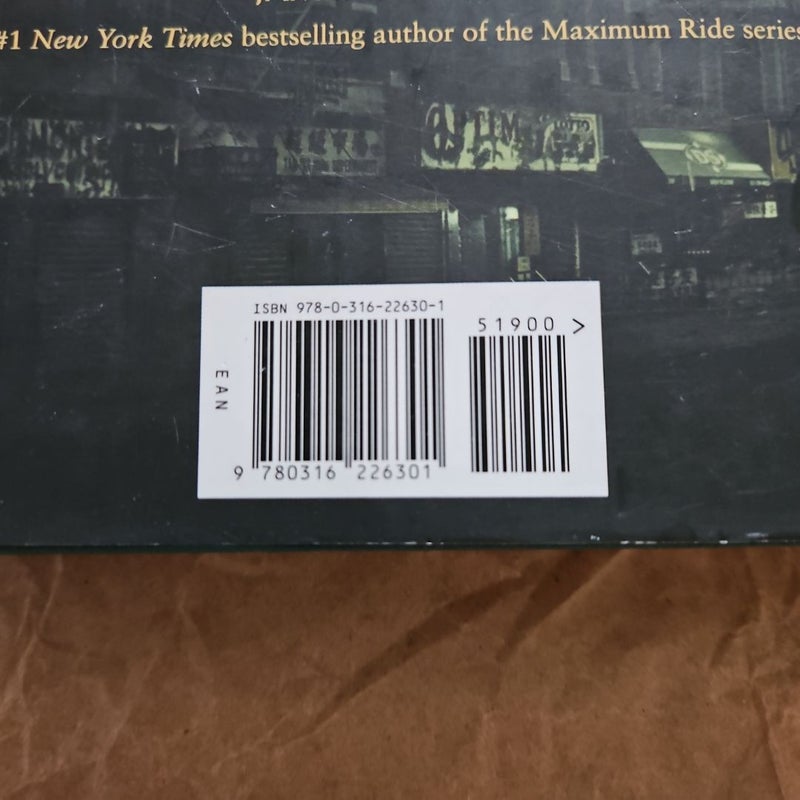 #1 New York Times bestselling author of the Maximum Ride series
ISBN 978-0-316-22630-1
51900 >
EAN
9 780316 226301